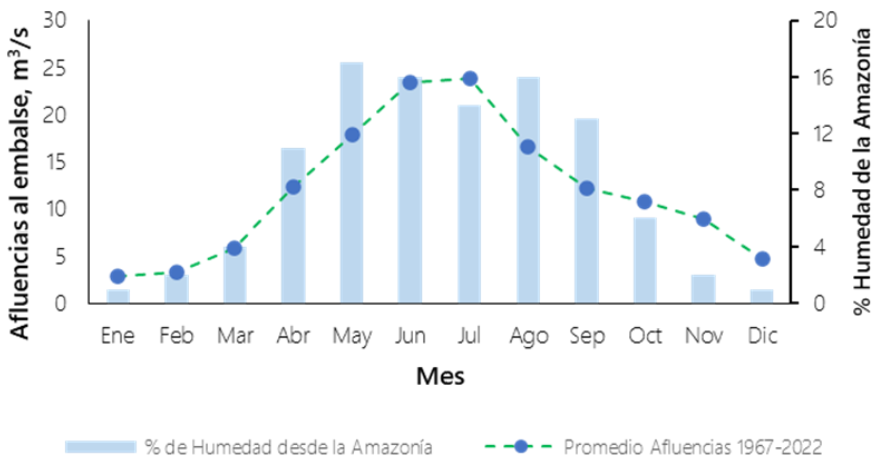 Afluencias al embalse, m³/s
30
25
20
15
10
5
0
20
16
12
8
4
0
% Humedad de la Amazonía
Ene Feb Mar Abr May Jun Jul Ago Sep Oct Nov Dic
Mes
% de Humedad desde la Amazonía
Promedio Afluencias 1967-2022